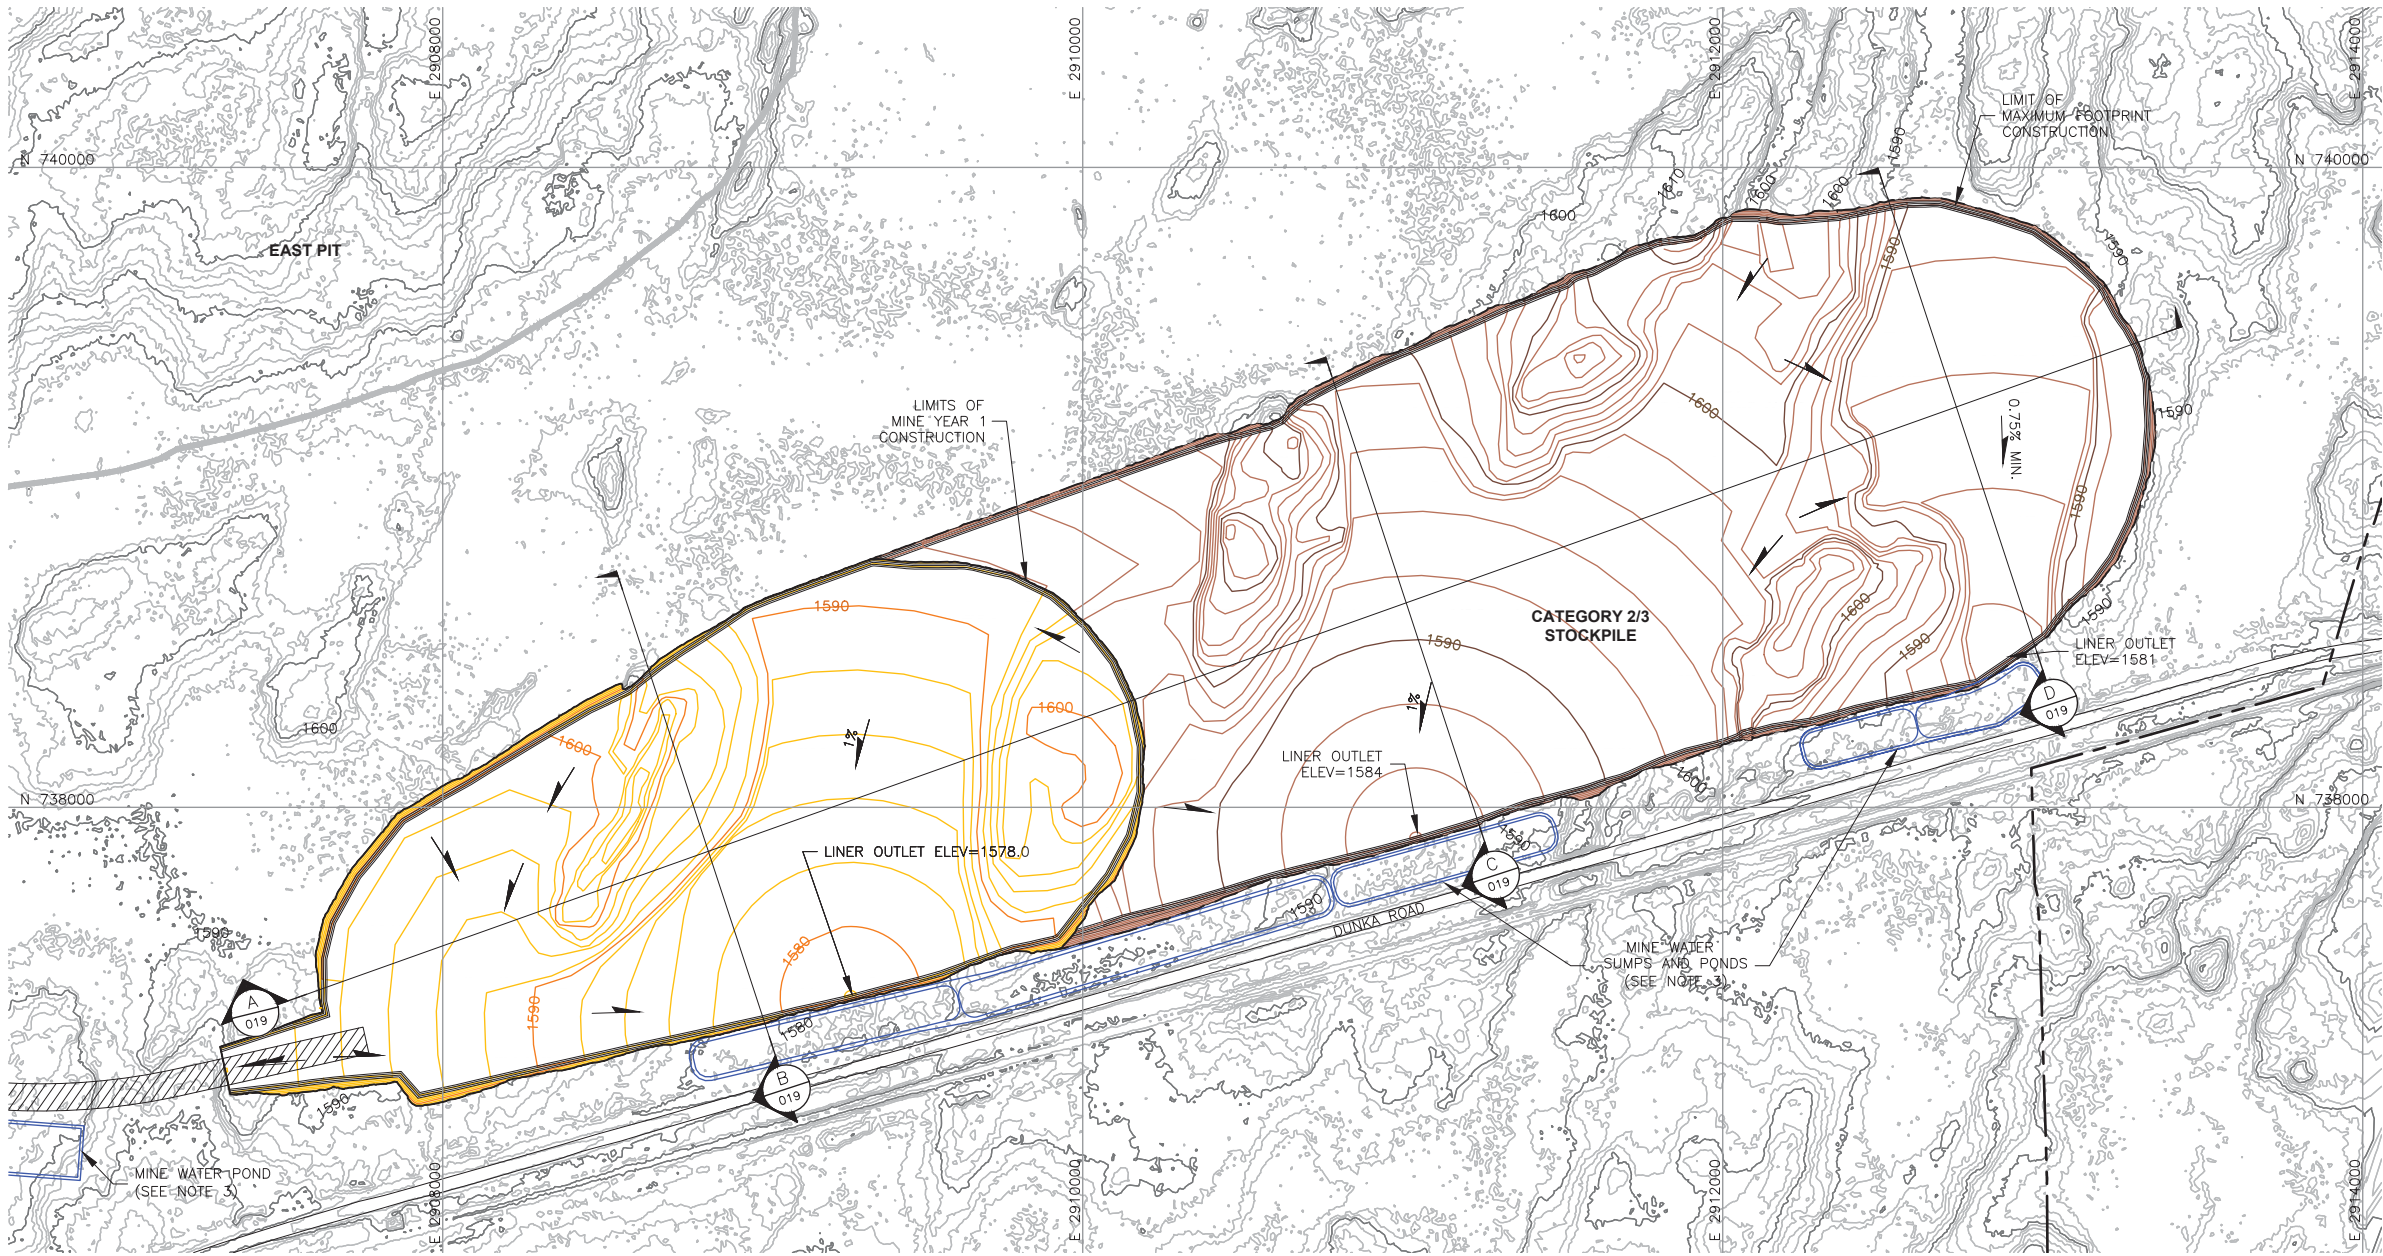 E 2908000
E 2910000
E 2912000
E 2914000
LIMIT OF
MAXIMUM FOOTPRINT
CONSTRUCTION
N 740000
N 740000
1590
1610
1600
1600
1600
EAST PIT
1590
1590
LIMITS OF
MINE YEAR 1
CONSTRUCTION
1600
0.75% MIN.
1590
1590
1590
1590
CATEGORY 2/3
STOCKPILE
1600
1590
1590
LINER OUTLET
ELEV=1581
1600
1600
1600
1%
1%
D
019
LINER OUTLET
ELEV=1584
1600
N 738000
N 738000
LINER OUTLET ELEV=1578.0
1590
C
019
1590
DUNKA ROAD
1590
1580
MINE WATER
SUMPS AND PONDS
(SEE NOTE 3)
A
019
1590
1580
B
019
1590
MINE WATER POND
(SEE NOTE 3)
E 2908000
E 2910000
E 2912000
E 2914000